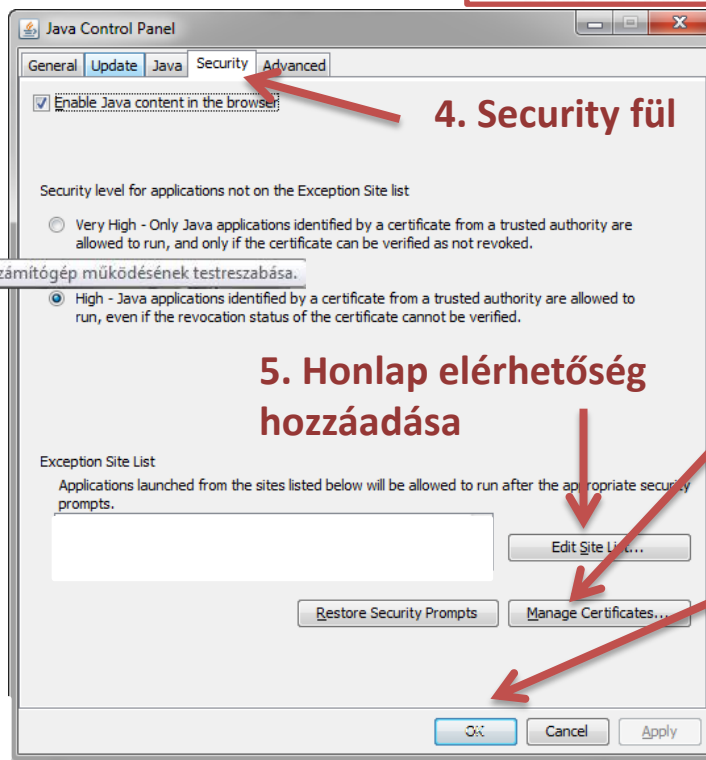 Java Control Panel
General Update Java Security Advanced
Enable Java content in the browser
4. Security fül
Security level for applications not on the Exception Site list
Very High - Only Java applications identified by a certificate from a trusted authority are
allowed to run, and only if the certificate can be verified as not revoked.
zámítógép működésének testreszabása.
High - Java applications identified by a certificate from a trusted authority are allowed to
run, even if the revocation status of the certificate cannot be verified.
5. Honlap elérhetőség
hozzáadása
Exception Site List
Applications launched from the sites listed below will be allowed to run after the appropriate security
prompts.
Edit Site List...
Restore Security Prompts Manage Certificates...
OK Cancel Apply